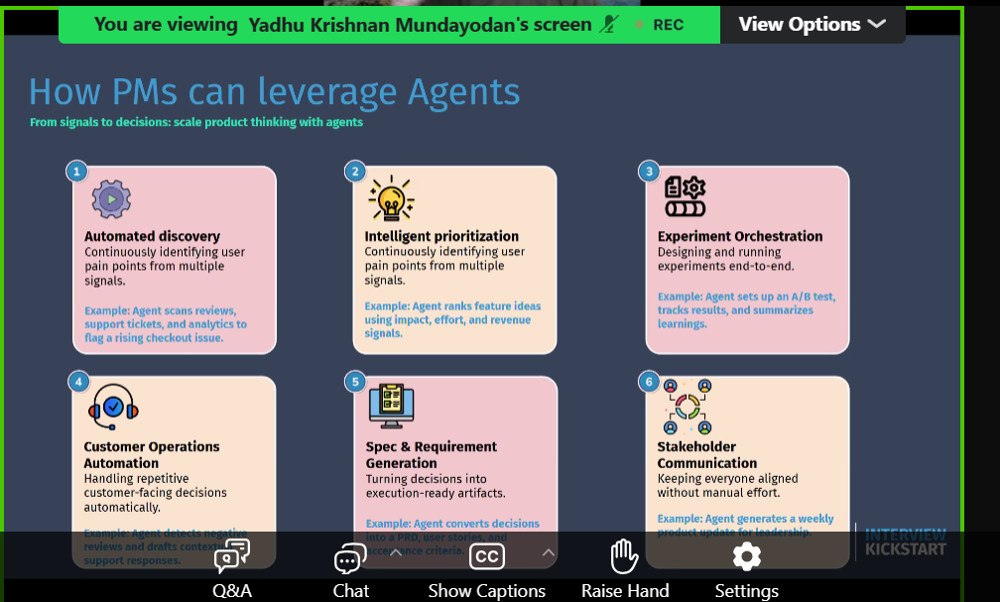 You are viewing Yadhu Krishnan Mundayodan's screen REC View Options
How PMs can leverage Agents
From signals to decisions: scale product thinking with agents
1
Automated discovery
Continuously identifying user
pain points from multiple
signals.
Example: Agent scans reviews,
support tickets, and analytics to
flag a rising checkout issue.
2
Intelligent prioritization
Continuously identifying user
pain points from multiple
signals.
Example: Agent ranks feature ideas
using impact, effort, and revenue
signals.
3
Experiment Orchestration
Designing and running
experiments end-to-end.
Example: Agent sets up an A/B test,
tracks results, and summarizes
learnings.
4
Customer Operations
Automation
Handling repetitive
customer-facing decisions
automatically.
Example: Agent detects negative
reviews and drafts contextual
support responses.
5
Spec & Requirement
Generation
Turning decisions into
execution-ready artifacts.
Example: Agent converts decisions
into a PRD, user stories, and
acceptance criteria.
6
Stakeholder
Communication
Keeping everyone aligned
without manual effort.
Example: Agent generates a weekly
product update for leadership.
INTERVIEW
KICKSTART
Q&A
Chat
CC
Show Captions
Raise Hand
Settings